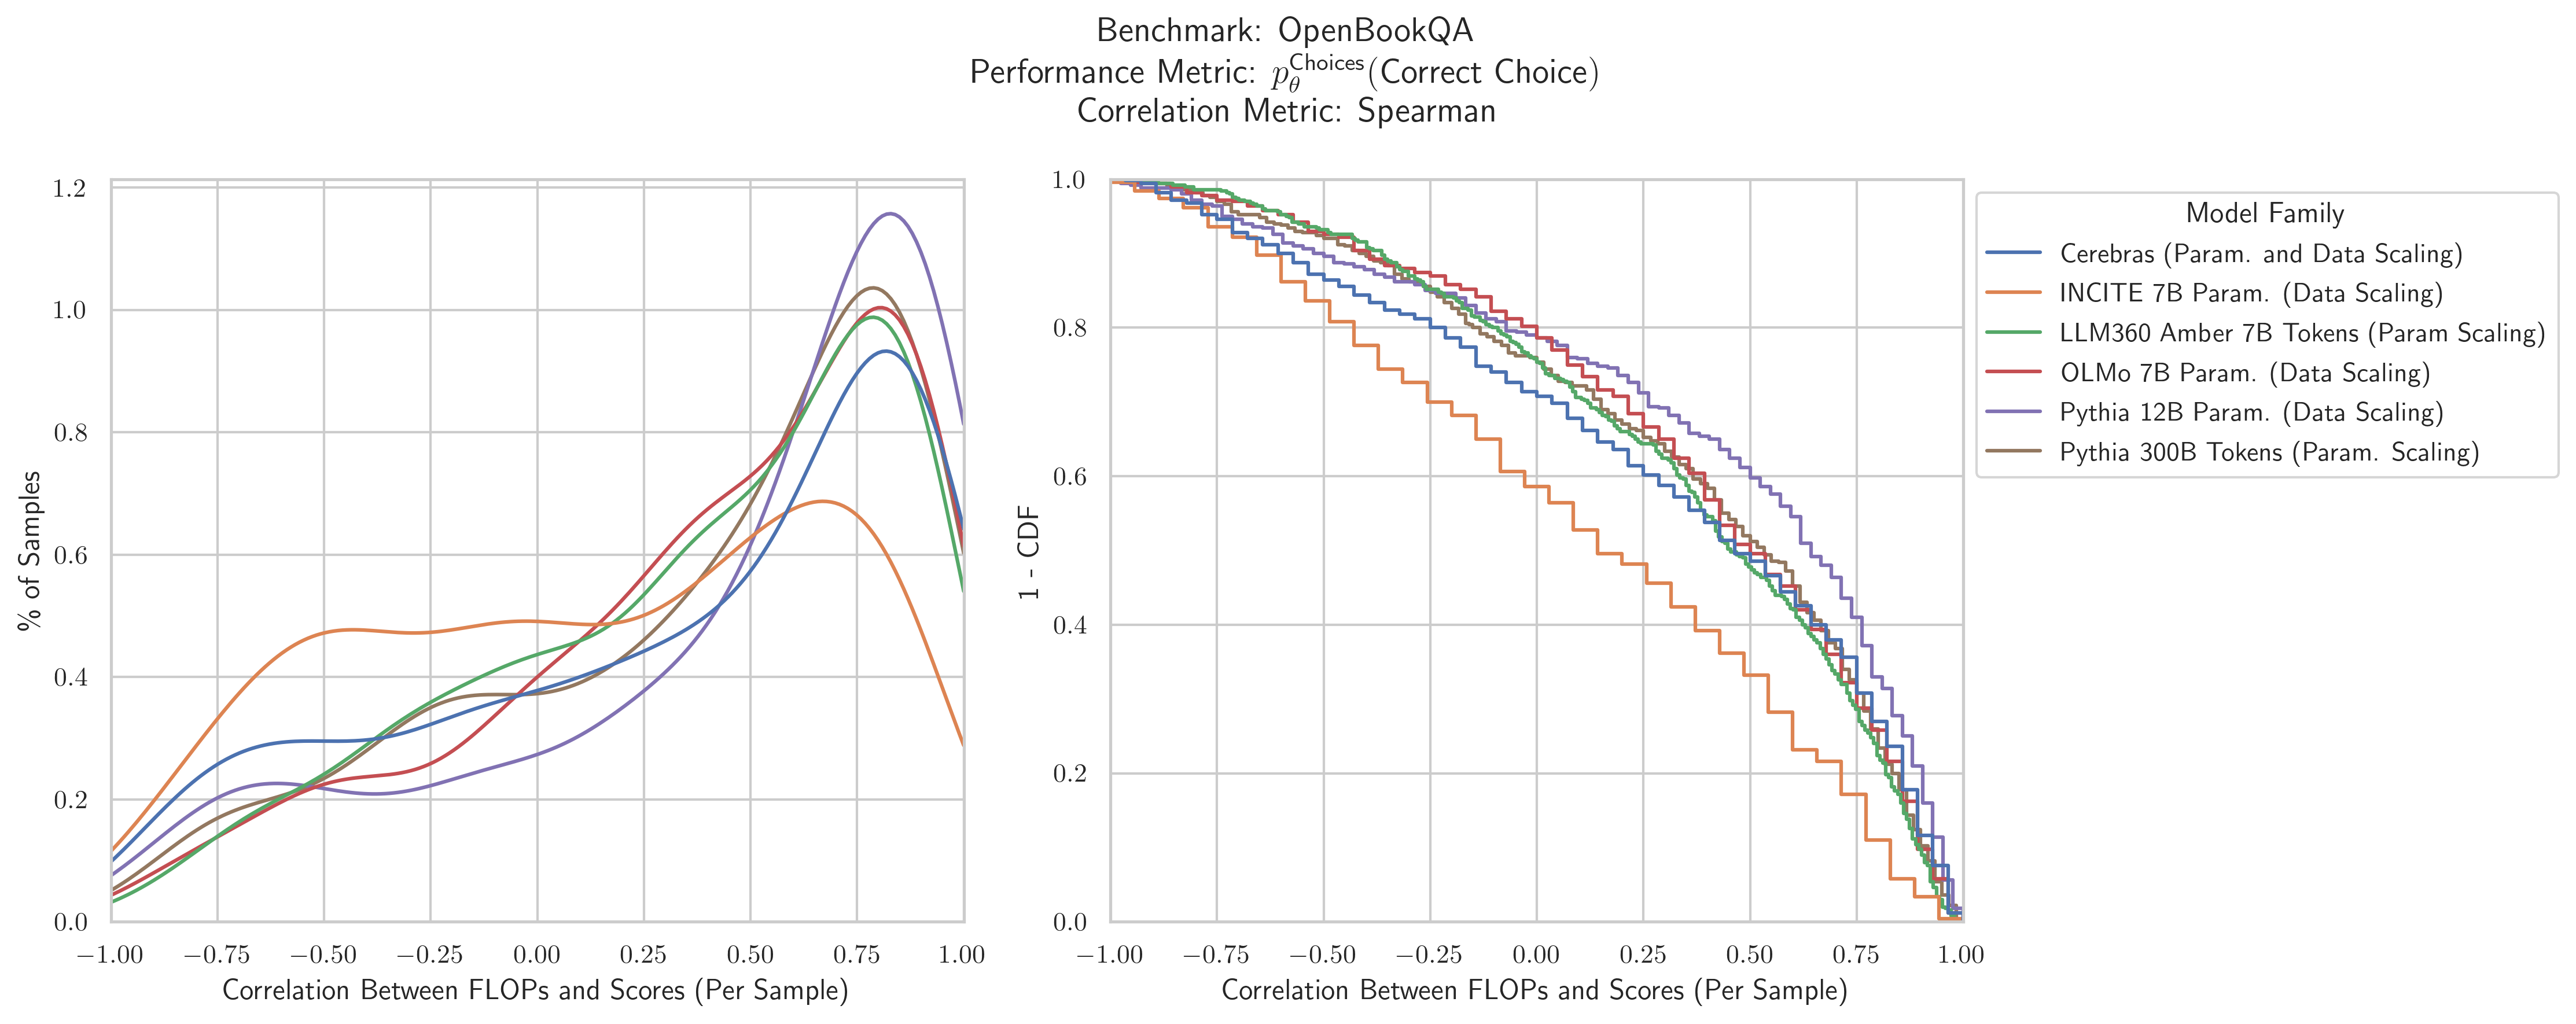 Benchmark: OpenBookQA
Performance Metric: $p_\theta^{\text{Choices}}$(Correct Choice)
Correlation Metric: Spearman
% of Samples
1.2
1.0
0.8
0.6
0.4
0.2
0.0
−1.00 −0.75 −0.50 −0.25 0.00 0.25 0.50 0.75 1.00
Correlation Between FLOPs and Scores (Per Sample)
1 - CDF
1.0
0.8
0.6
0.4
0.2
0.0
−1.00 −0.75 −0.50 −0.25 0.00 0.25 0.50 0.75 1.00
Correlation Between FLOPs and Scores (Per Sample)
Model Family
Cerebras (Param. and Data Scaling)
INCITE 7B Param. (Data Scaling)
LLM360 Amber 7B Tokens (Param Scaling)
OLMo 7B Param. (Data Scaling)
Pythia 12B Param. (Data Scaling)
Pythia 300B Tokens (Param. Scaling)